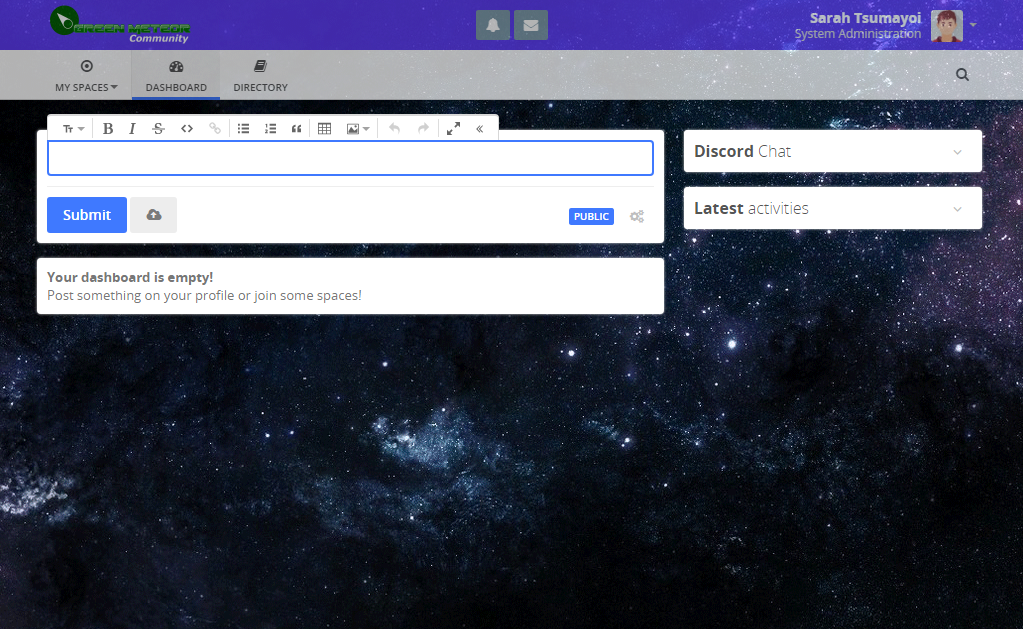 GREEN METEOR
Community
Sarah Tsumayoi
System Administration
MY SPACES
DASHBOARD
DIRECTORY
Submit
PUBLIC
Your dashboard is empty!
Post something on your profile or join some spaces!
Discord Chat
Latest activities